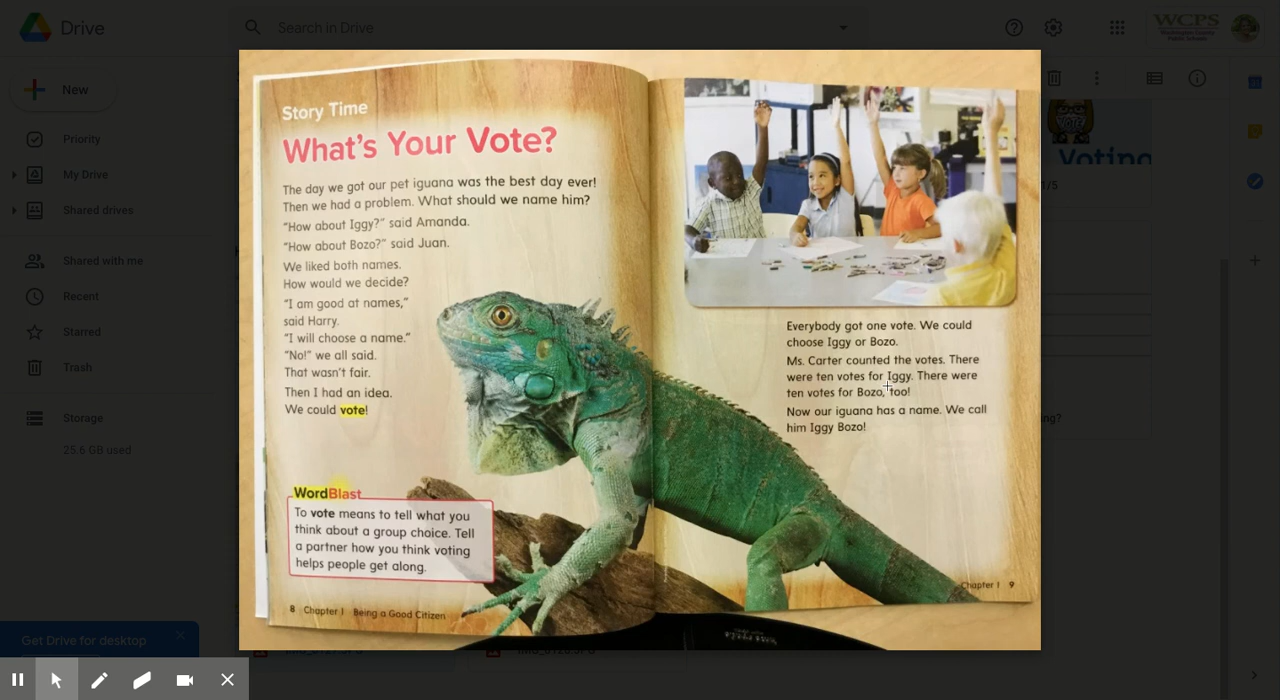 Drive
Search in Drive
WCPS
New
Priority
My Drive
Shared drives
Shared with me
Recent
Starred
Trash
Storage
25.6 GB used
Get Drive for desktop
Voting
1/5
Story Time
What's Your Vote?
The day we got our pet iguana was the best day ever!
Then we had a problem. What should we name him?
"How about Iggy?" said Amanda.
"How about Bozo?" said Juan.
We liked both names.
How would we decide?
"I am good at names,"
said Harry.
"I will choose a name."
"No!" we all said.
That wasn't fair.
Then I had an idea.
We could vote!
WordBlast
To vote means to tell what you
think about a group choice. Tell
a partner how you think voting
helps people get along.
8 Chapter 1 Being a Good Citizen
Everybody got one vote. We could
choose Iggy or Bozo.
Ms. Carter counted the votes. There
were ten votes for Iggy. There were
ten votes for Bozo, too!
Now our iguana has a name. We call
him Iggy Bozo!
Chapter 1 9